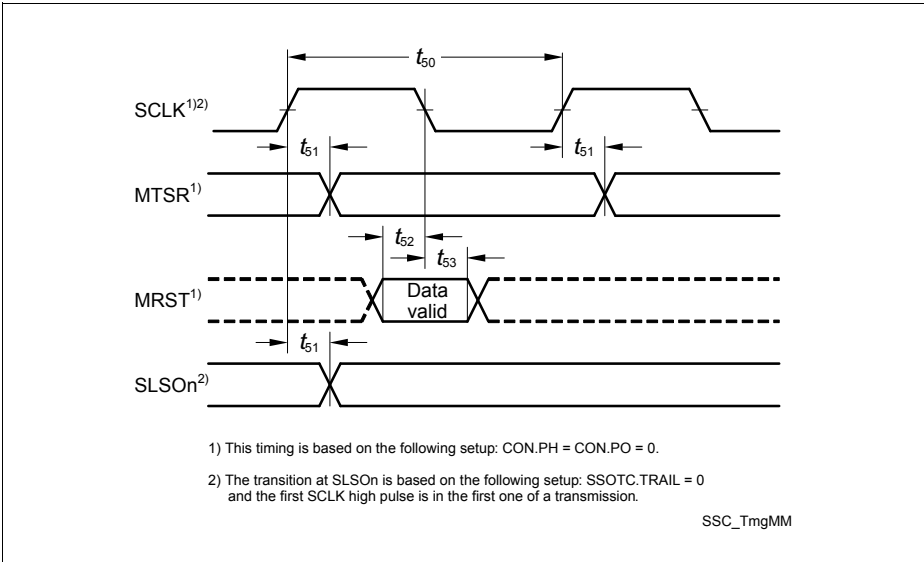 t50
SCLK1)2)
t51 t51
MTSR1)
t52
t53
MRST1)
Data
valid
t51
SLSOn2)
1) This timing is based on the following setup: CON.PH = CON.PO = 0.
2) The transition at SLSOn is based on the following setup: SSOTC.TRAIL = 0
and the first SCLK high pulse is in the first one of a transmission.
SSC_TmgMM